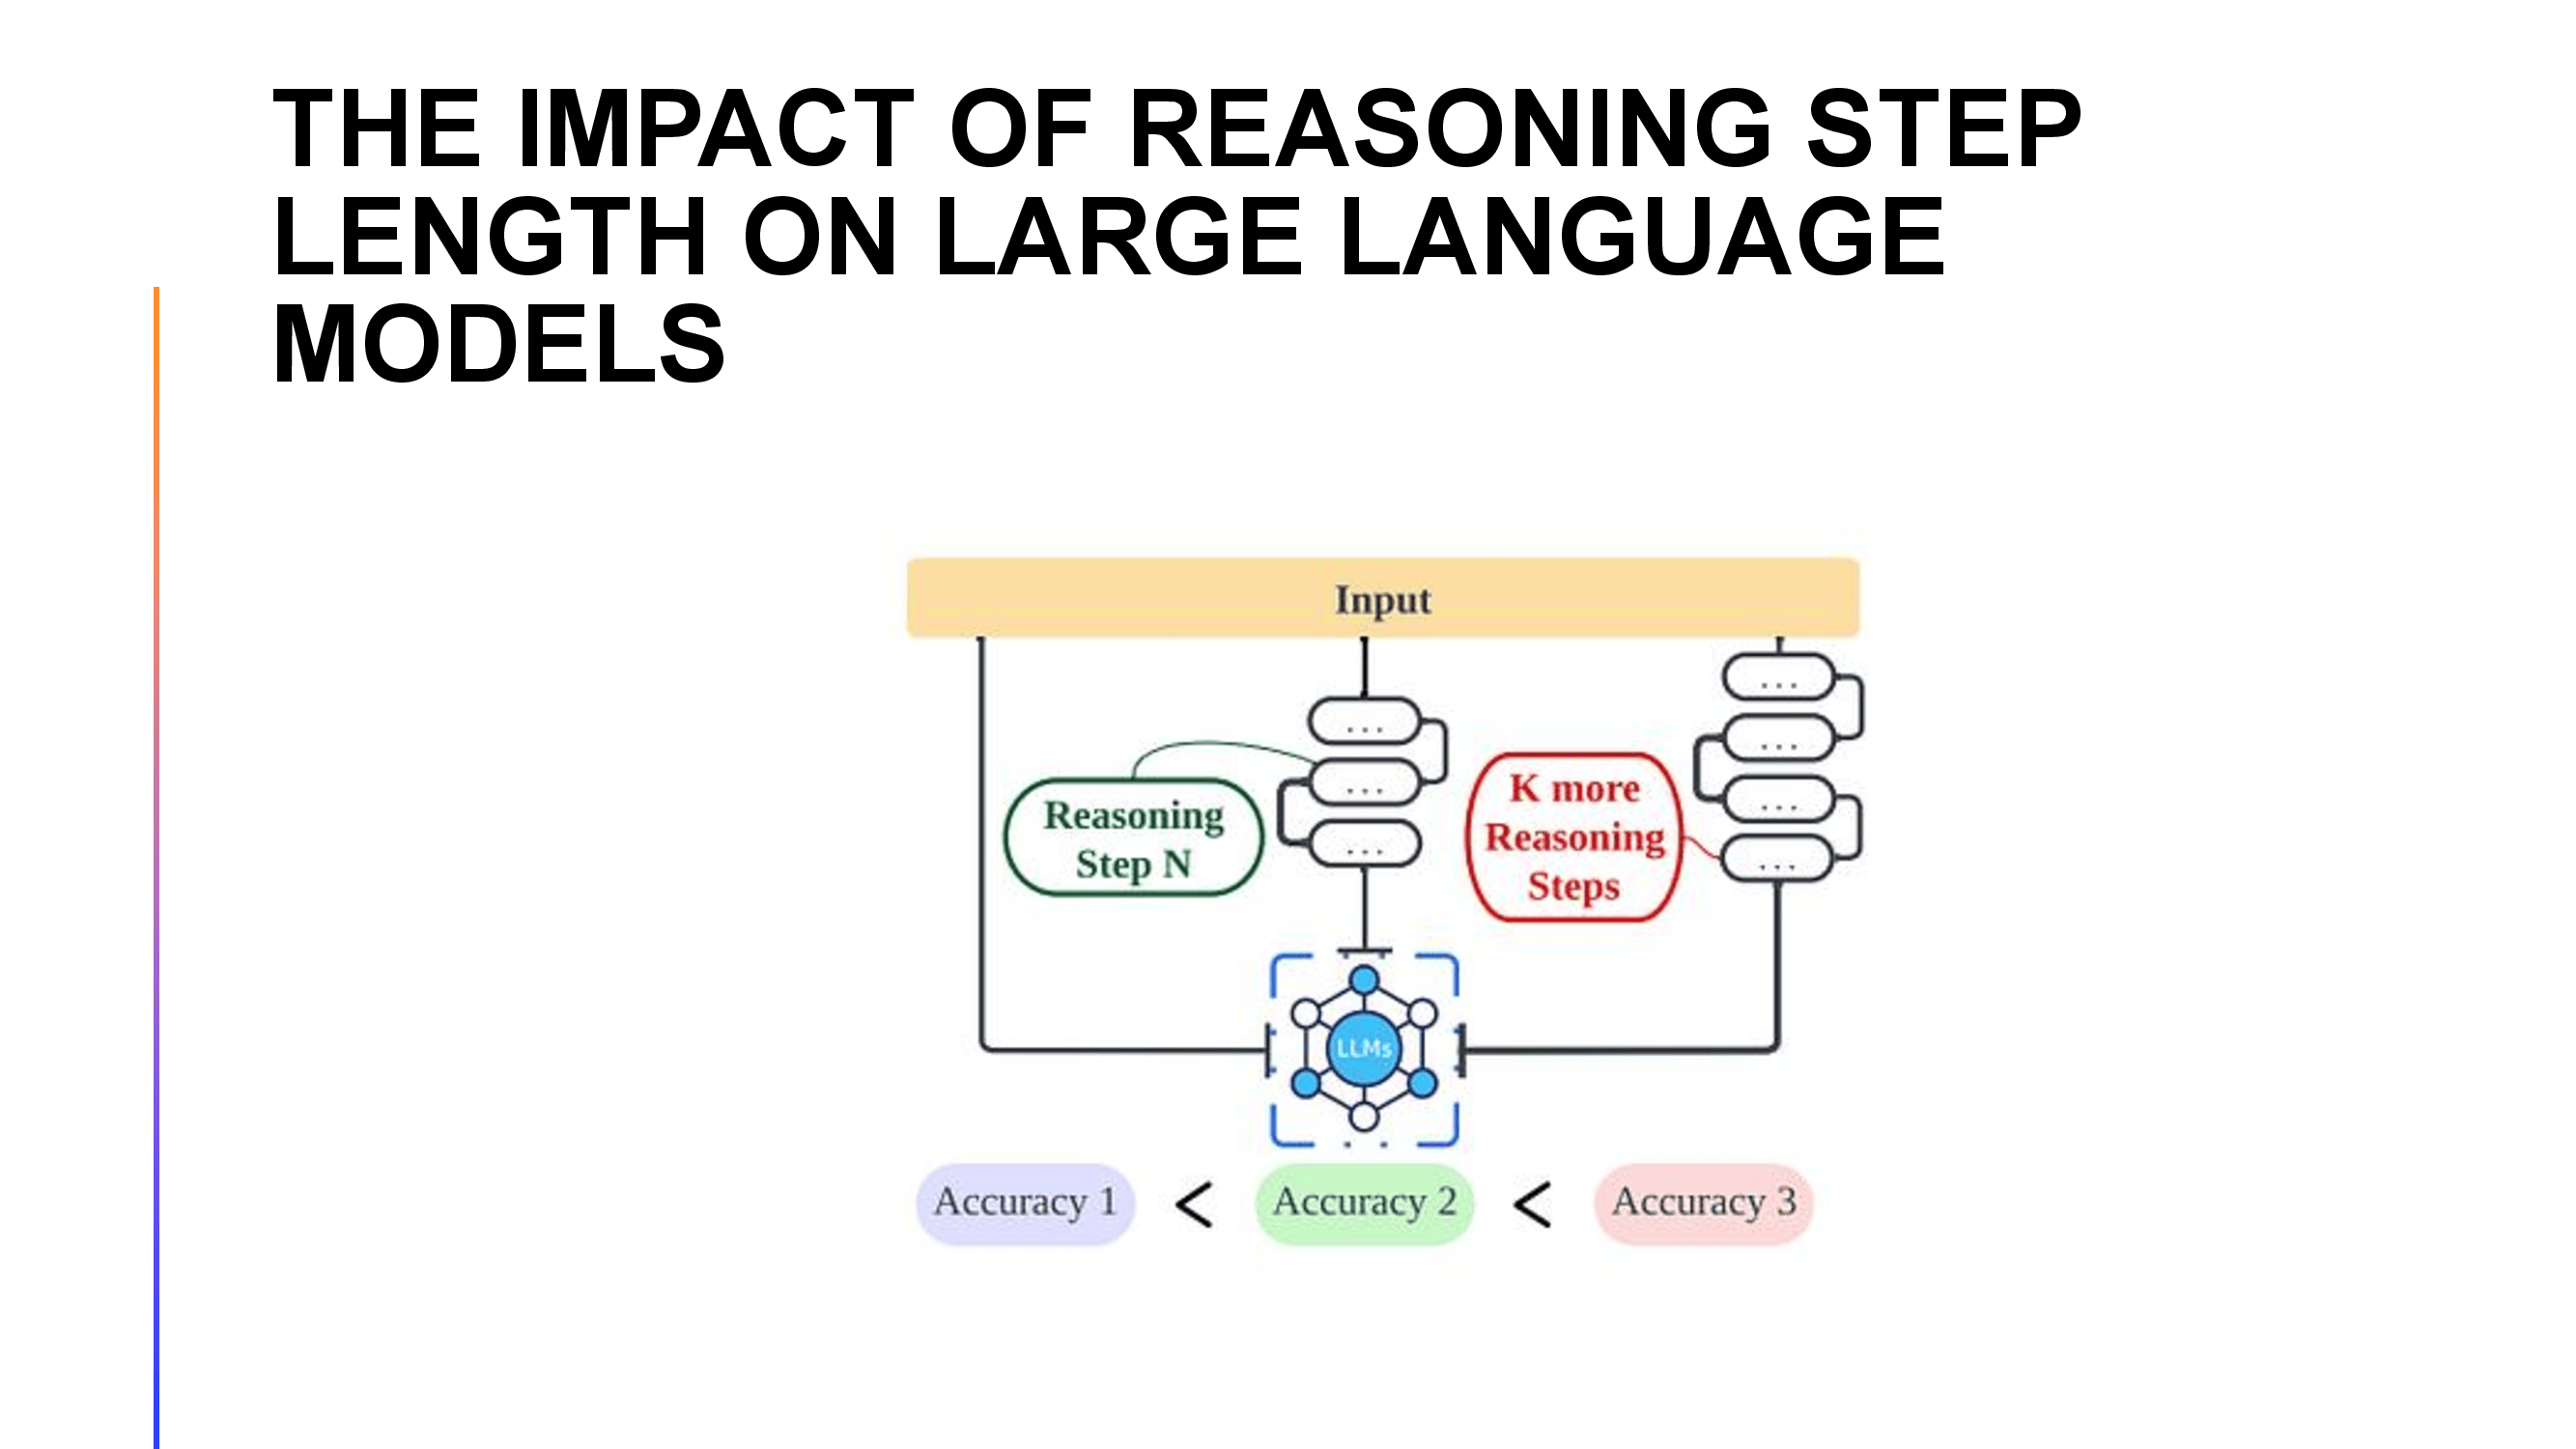 THE IMPACT OF REASONING STEP
LENGTH ON LARGE LANGUAGE
MODELS
Input
...
...
...
...
...
...
...
Reasoning
Step N
K more
Reasoning
Steps
LLMs
Accuracy 1 < Accuracy 2 < Accuracy 3